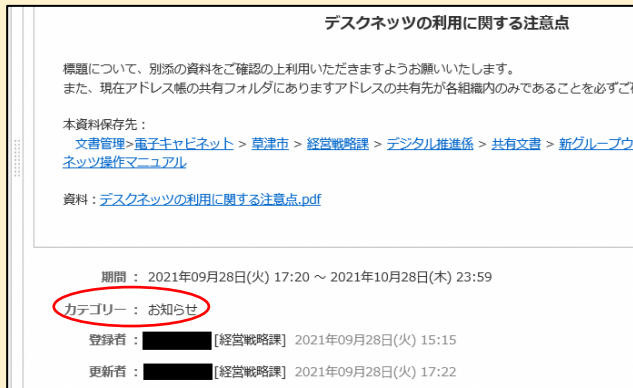 デスクネッツの利用に関する注意点
標題について、別添の資料をご確認の上利用いただきますようお願いいたします。
また、現在アドレス帳の共有フォルダにありますアドレスの共有先が各組織内のみであることを必ずご
本資料保存先：
文書管理>電子キャビネット > 草津市 > 経営戦略課 > デジタル推進係 > 共有文書 > 新グループウ
ネッツ操作マニュアル
資料：デスクネッツの利用に関する注意点.pdf
期間 ： 2021年09月28日(火) 17:20 ～ 2021年10月28日(木) 23:59
カテゴリー ： お知らせ
登録者 ： [経営戦略課] 2021年09月28日(火) 15:15
更新者 ： [経営戦略課] 2021年09月28日(火) 17:22